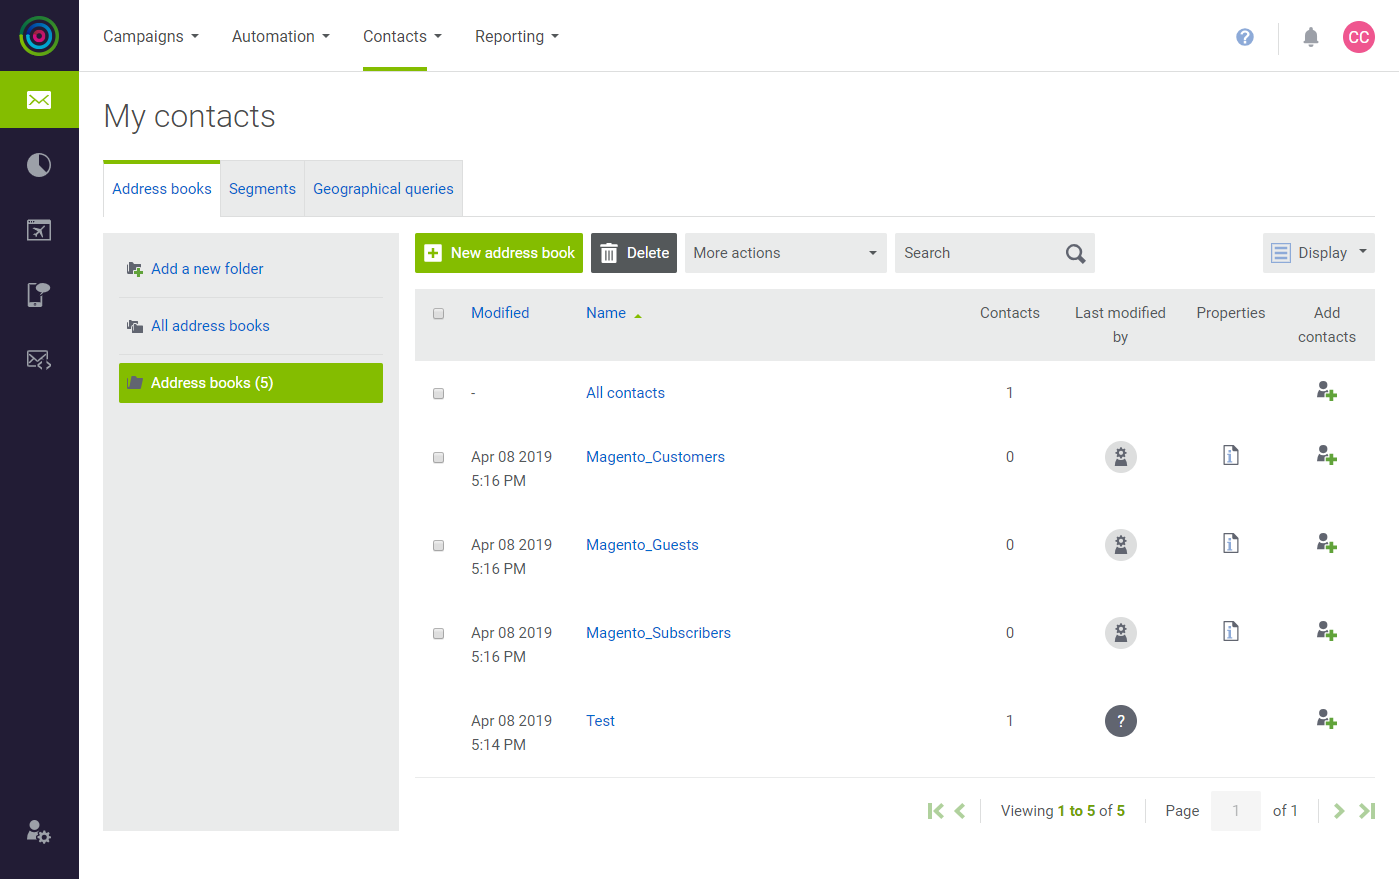 Campaigns Automation Contacts Reporting ? CC
My contacts
Address books Segments Geographical queries
Add a new folder
All address books
Address books (5)
New address book Delete More actions Search Display
Modified Name Contacts Last modified by Properties Add contacts
- All contacts 1
Apr 08 2019 5:16 PM Magento_Customers 0
Apr 08 2019 5:16 PM Magento_Guests 0
Apr 08 2019 5:16 PM Magento_Subscribers 0
Apr 08 2019 5:14 PM Test 1 ?
Viewing 1 to 5 of 5 Page 1 of 1